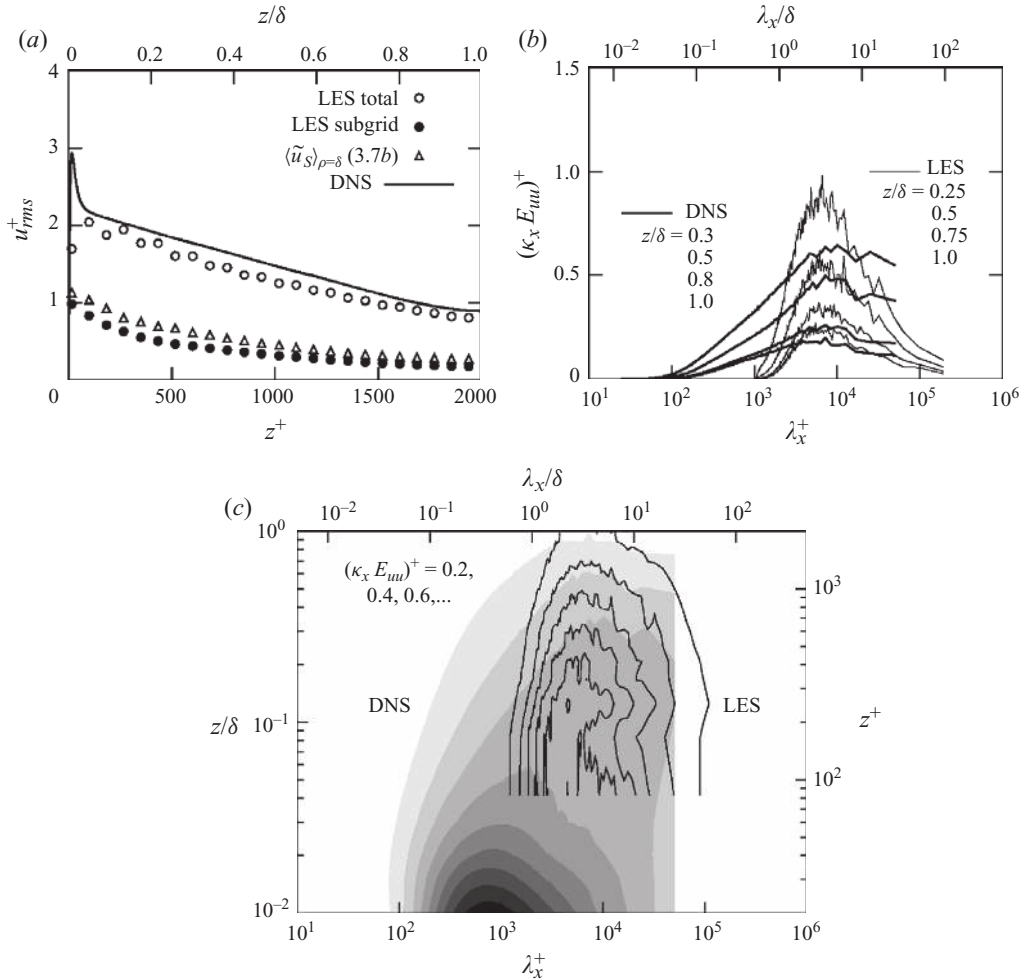 (a)
z/δ
0 0.2 0.4 0.6 0.8 1.0
4
3
2
1
0 500 1000 1500 2000
u⁺rms
z⁺
LES total
LES subgrid
⟨ũS⟩ρ=δ (3.7b)
DNS
(b)
λx/δ
10⁻² 10⁻¹ 10⁰ 10¹ 10²
1.5
1.0
0.5
0
10¹ 10² 10³ 10⁴ 10⁵ 10⁶
(κx Euu)⁺
λx⁺
DNS
z/δ = 0.3
0.5
0.8
1.0
LES
z/δ = 0.25
0.5
0.75
1.0
(c)
λx/δ
10⁻² 10⁻¹ 10⁰ 10¹ 10²
10⁰
10⁻¹
10⁻²
z/δ
(κx Euu)⁺ = 0.2,
0.4, 0.6,...
DNS
LES
10³
10²
z⁺
10¹ 10² 10³ 10⁴ 10⁵ 10⁶
λx⁺